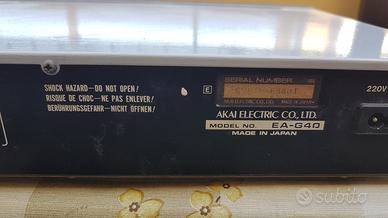 SHOCK HAZARD—DO NOT OPEN!
RISQUE DE CHOC—NE PAS ENLEVER!
BERÜHRUNGSGEFAHR—NICHT ÖFFNEN!
E
SERIAL NUMBER
AKAI ELECTRIC CO., LTD.
MODEL NO. EA-G40
MADE IN JAPAN
220V
subito